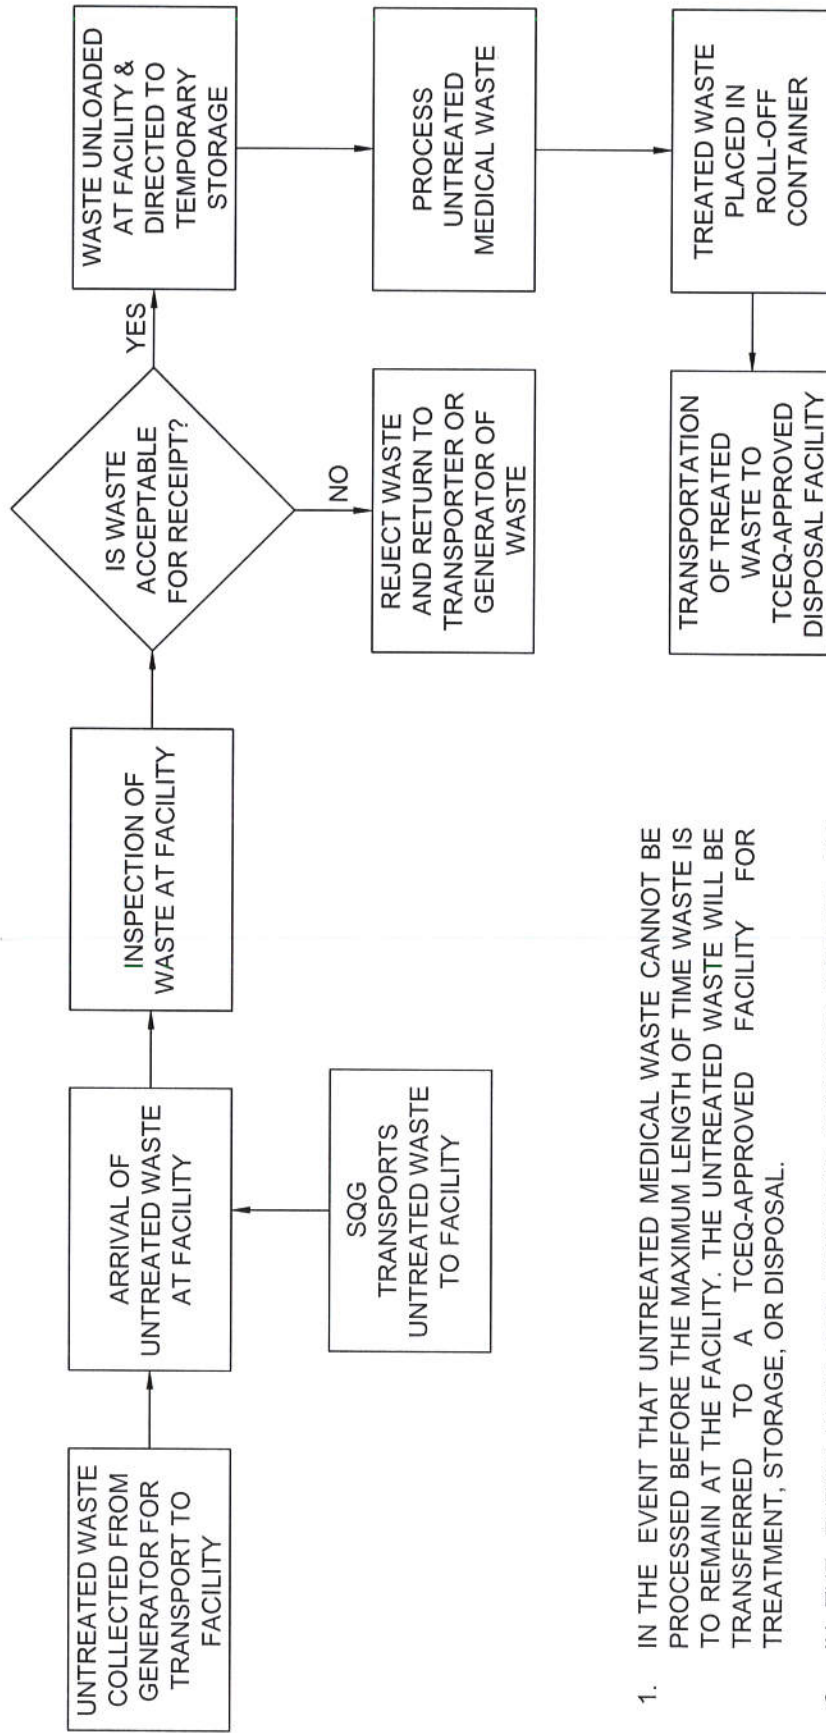 UNTREATED WASTE
COLLECTED FROM
GENERATOR FOR
TRANSPORT TO
FACILITY
ARRIVAL OF
UNTREATED WASTE
AT FACILITY
SQG
TRANSPORTS
UNTREATED WASTE
TO FACILITY
INSPECTION OF
WASTE AT FACILITY
IS WASTE
ACCEPTABLE
FOR RECEIPT?
YES
NO
WASTE UNLOADED
AT FACILITY &
DIRECTED TO
TEMPORARY
STORAGE
REJECT WASTE
AND RETURN TO
TRANSPORTER OR
GENERATOR OF
WASTE
PROCESS
UNTREATED
MEDICAL WASTE
TREATED WASTE
PLACED IN
ROLL-OFF
CONTAINER
TRANSPORTATION
OF TREATED
WASTE TO
TCEQ-APPROVED
DISPOSAL FACILITY
1. IN THE EVENT THAT UNTREATED MEDICAL WASTE CANNOT BE
PROCESSED BEFORE THE MAXIMUM LENGTH OF TIME WASTE IS
TO REMAIN AT THE FACILITY. THE UNTREATED WASTE WILL BE
TRANSFERRED TO A TCEQ-APPROVED FACILITY FOR
TREATMENT, STORAGE, OR DISPOSAL.